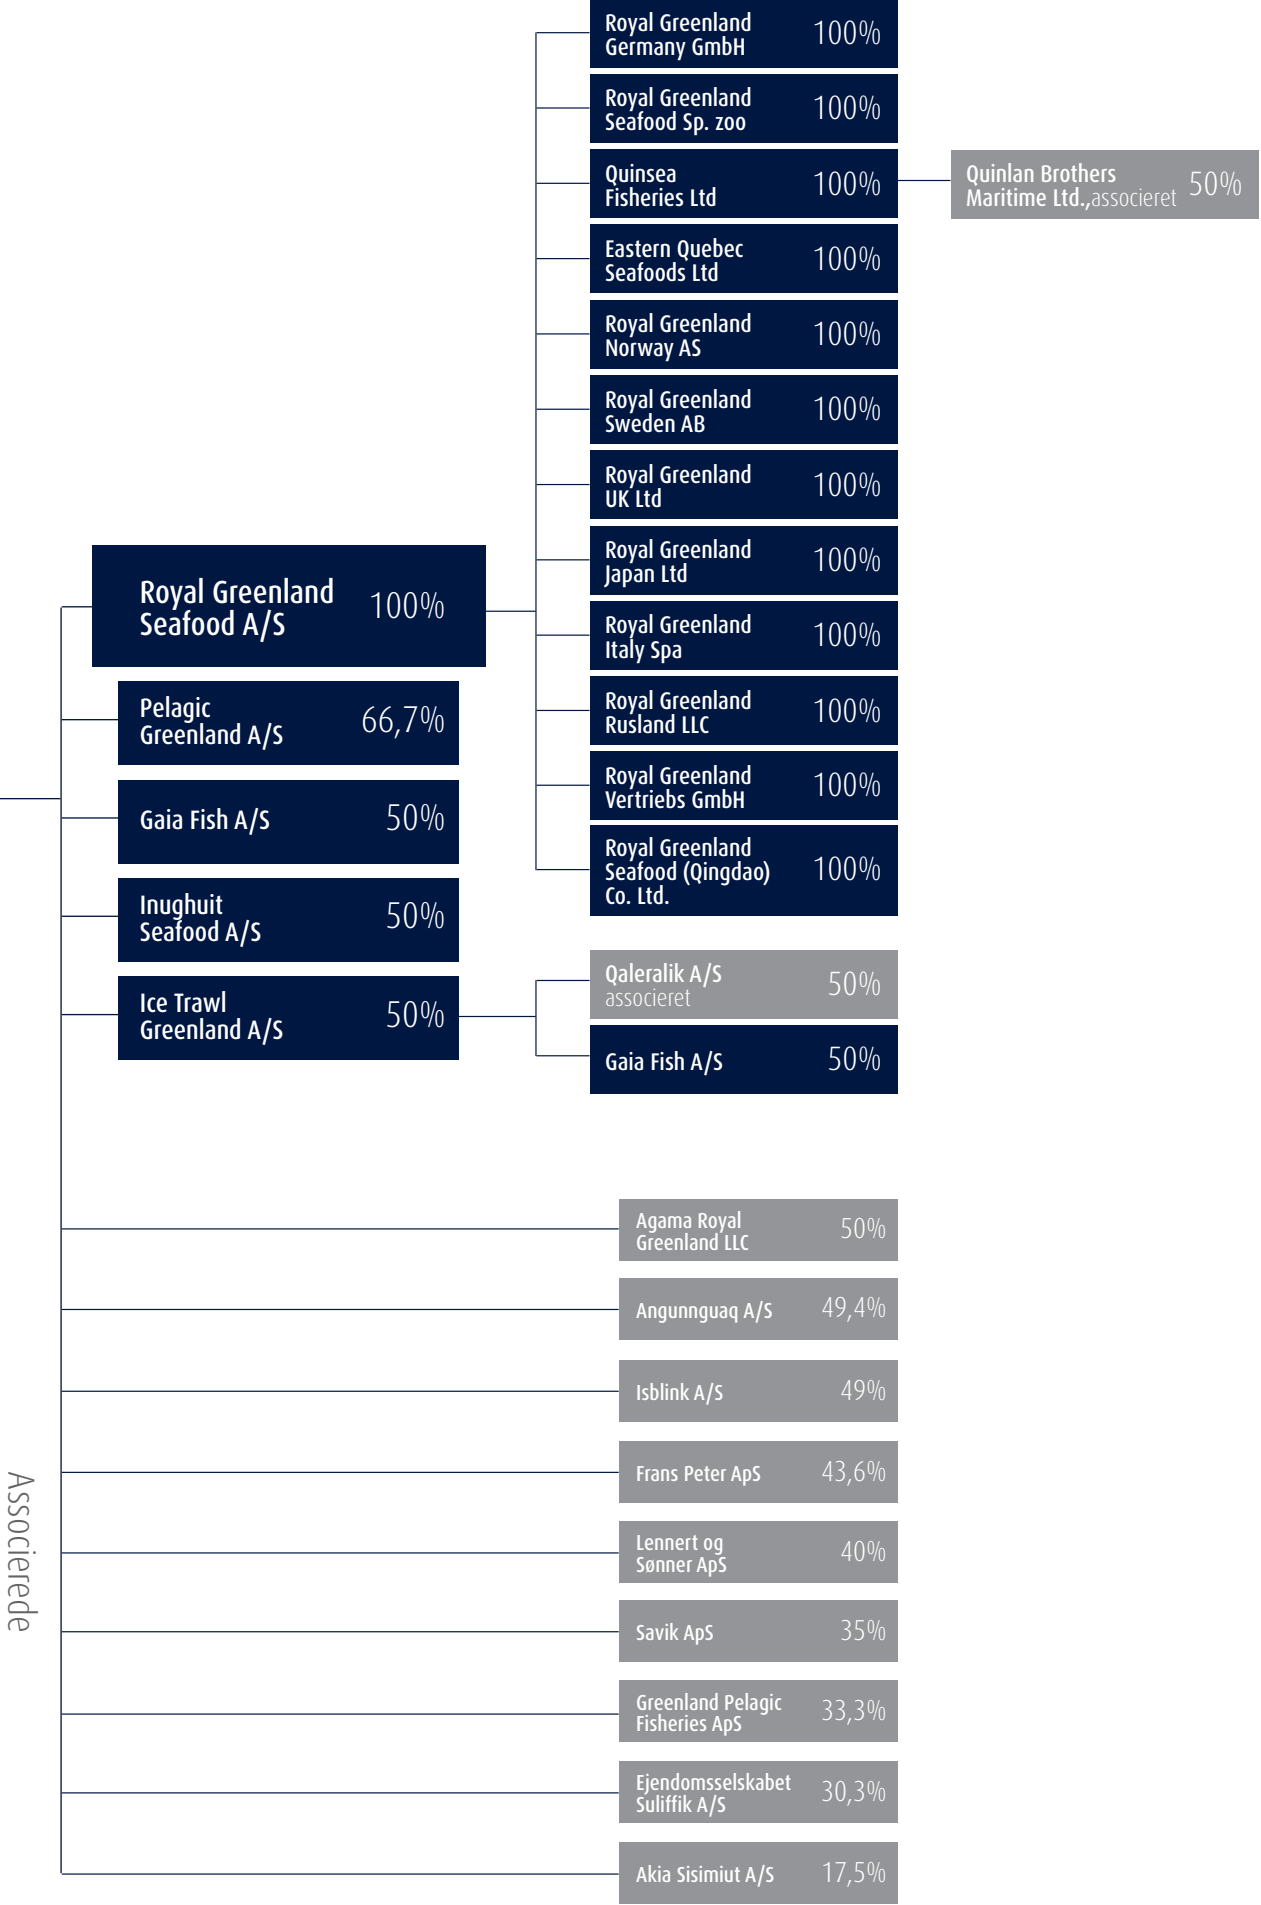 Royal Greenland
Germany GmbH
100%
Royal Greenland
Seafood Sp. zoo
100%
Quinsea
Fisheries Ltd
100%
Quinlan Brothers
Maritime Ltd.,associeret
50%
Eastern Quebec
Seafoods Ltd
100%
Royal Greenland
Norway AS
100%
Royal Greenland
Sweden AB
100%
Royal Greenland
UK Ltd
100%
Royal Greenland
Japan Ltd
100%
Royal Greenland
Italy Spa
100%
Royal Greenland
Rusland LLC
100%
Royal Greenland
Vertriebs GmbH
100%
Royal Greenland
Seafood (Qingdao)
Co. Ltd.
100%
Royal Greenland
Seafood A/S
100%
Pelagic
Greenland A/S
66,7%
Gaia Fish A/S
50%
Inughuit
Seafood A/S
50%
Ice Trawl
Greenland A/S
50%
Qaleralik A/S
associeret
50%
Gaia Fish A/S
50%
Associerede
Agama Royal
Greenland LLC
50%
Angunnguaq A/S
49,4%
Isblink A/S
49%
Frans Peter ApS
43,6%
Lennert og
Sønner ApS
40%
Savik ApS
35%
Greenland Pelagic
Fisheries ApS
33,3%
Ejendomsselskabet
Suliffik A/S
30,3%
Akia Sisimiut A/S
17,5%